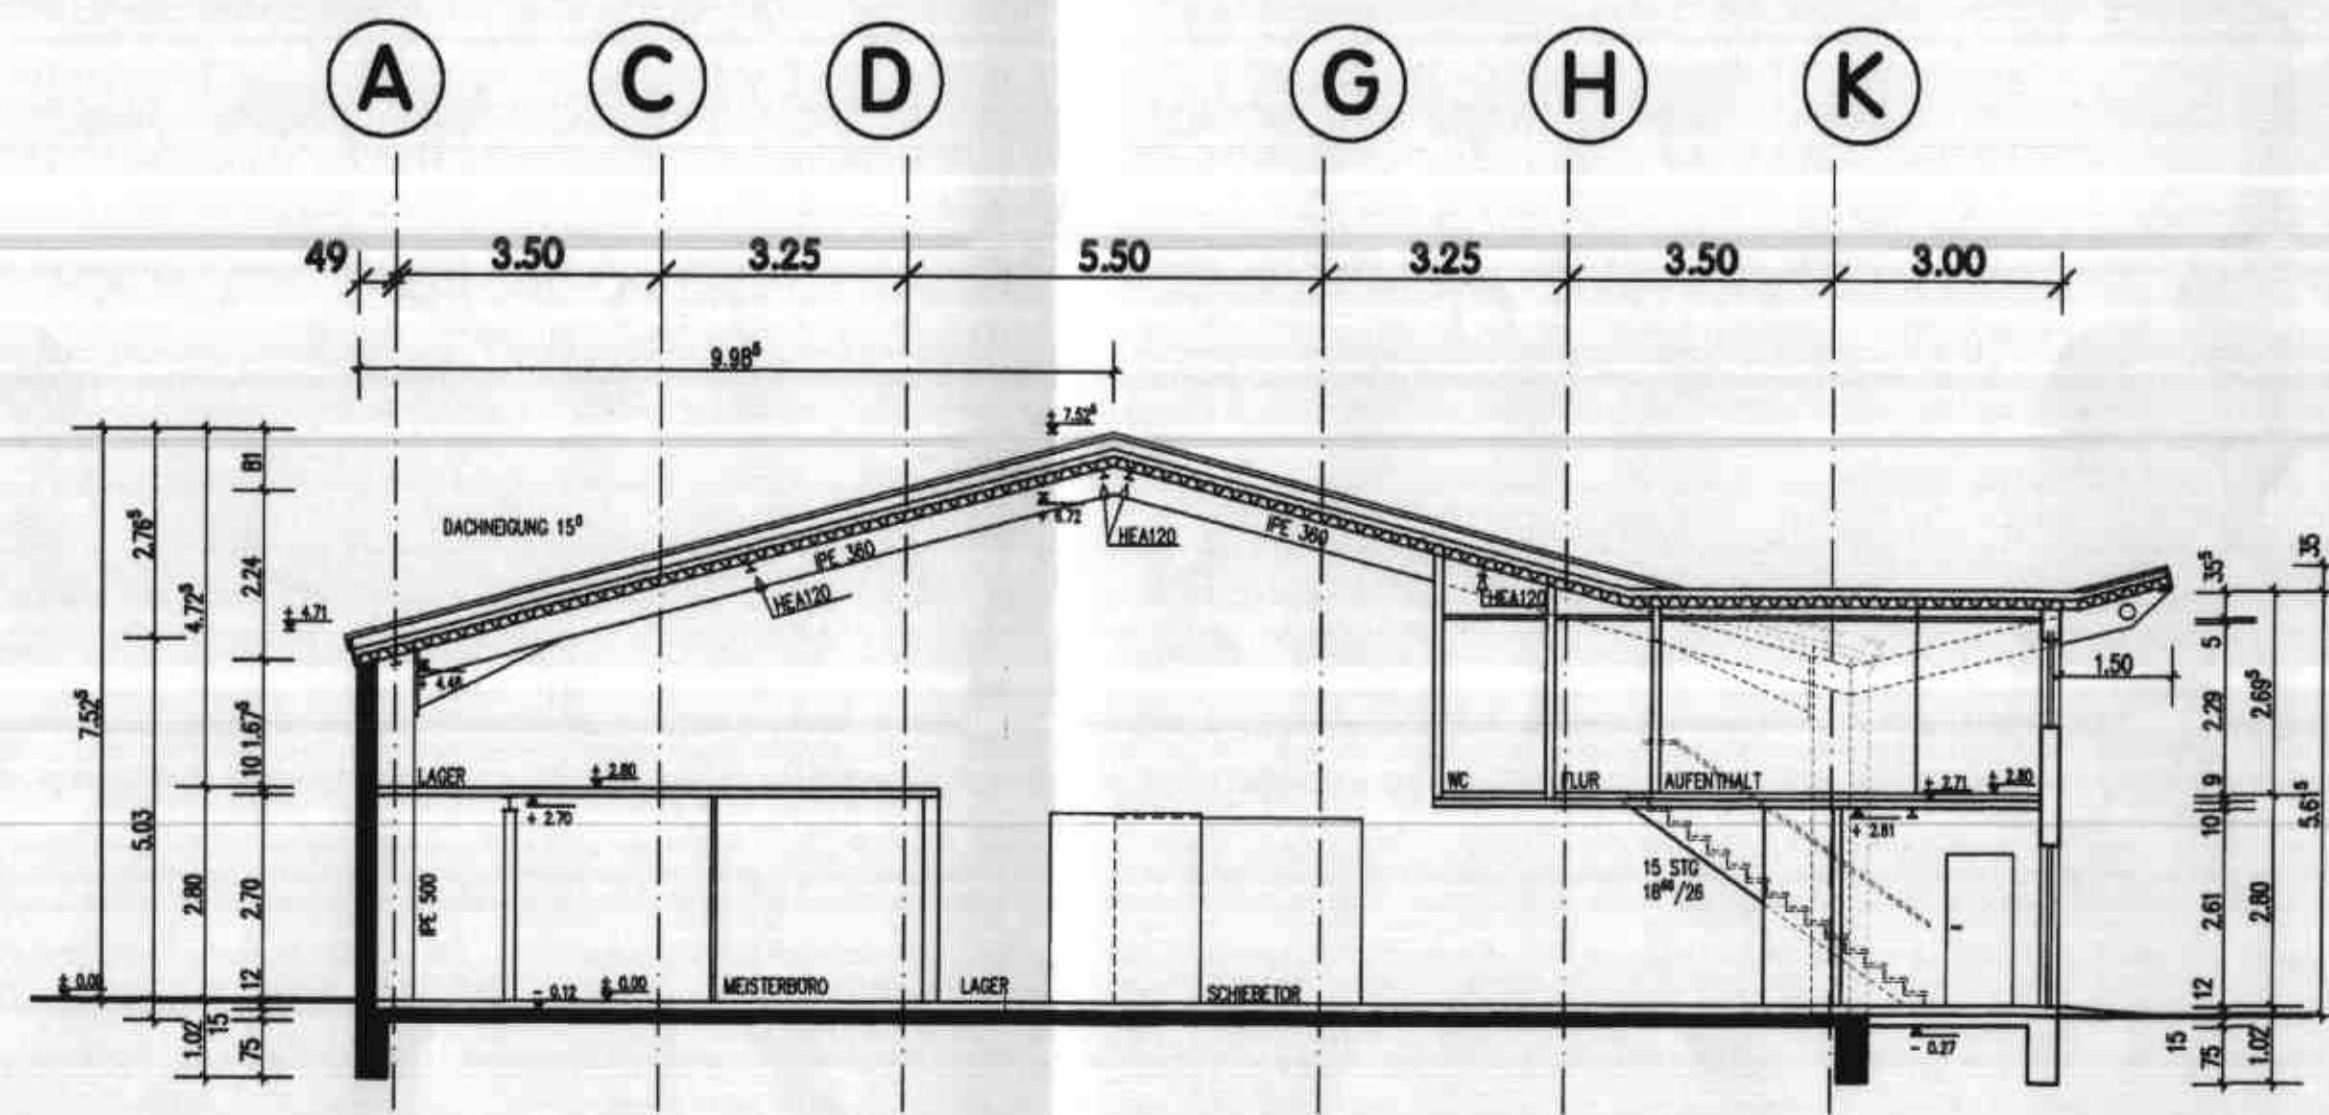 A C D G H K
49 3.50 3.25 5.50 3.25 3.50 3.00
9.98⁵
+ 7.52⁵
81
DACHNEIGUNG 15⁰
2.76⁵
+ 6.72
HEA120
IPE 360
IPE 360
35
35⁵
2.24
4.72⁵
HEA120
HEA120
+ 4.71
5
1.50
+ 4.48
7.52⁵
1.67⁵
2.29
2.69⁵
10
LAGER
+ 2.80
WC
FLUR
AUFENTHALT
+ 2.71
+ 2.80
9
5.61⁵
+ 2.70
5.03
10
+ 2.81
2.80
2.70
IPE 500
15 STG
18⁶⁶/26
2.61
2.80
± 0.00
12
- 0.12
± 0.00
MEISTERBÜRO
LAGER
SCHIEBETOR
12
1.02
15
75
- 0.27
15
75
1.02